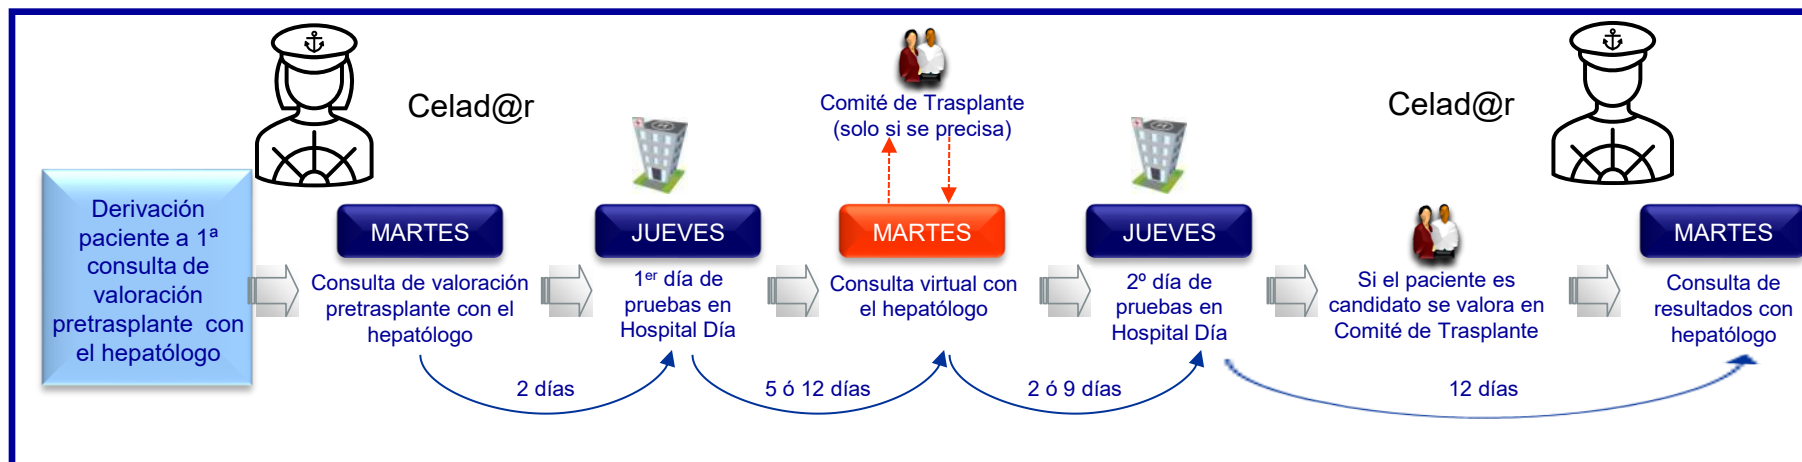 Celad@r
Comité de Trasplante
(solo si se precisa)
Celad@r
Derivación
paciente a 1ª
consulta de
valoración
pretrasplante con
el hepatólogo
MARTES
Consulta de valoración
pretrasplante con el
hepatólogo
JUEVES
1er día de
pruebas en
Hospital Día
MARTES
Consulta virtual con
el hepatólogo
JUEVES
2º día de
pruebas en
Hospital Día
Si el paciente es
candidato se valora en
Comité de Trasplante
MARTES
Consulta de
resultados con
hepatólogo
2 días
5 ó 12 días
2 ó 9 días
12 días